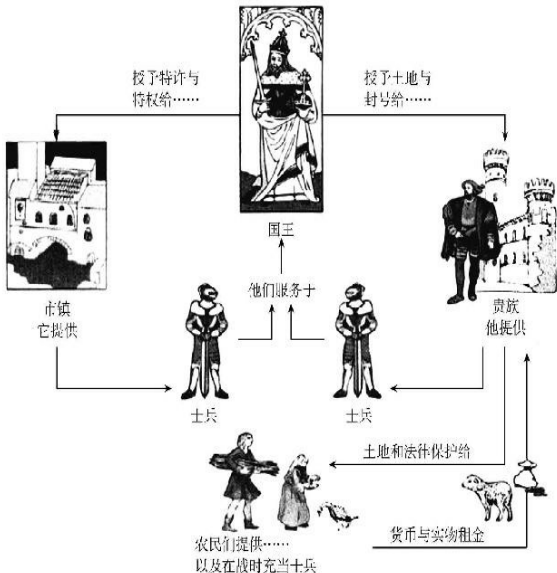 授予特许与
特权给……
授予土地与
封号给……
国王
市镇
它提供
他们服务于
贵族
他提供
士兵
士兵
土地和法律保护给
货币与实物租金
农民们提供……
以及在战时充当士兵